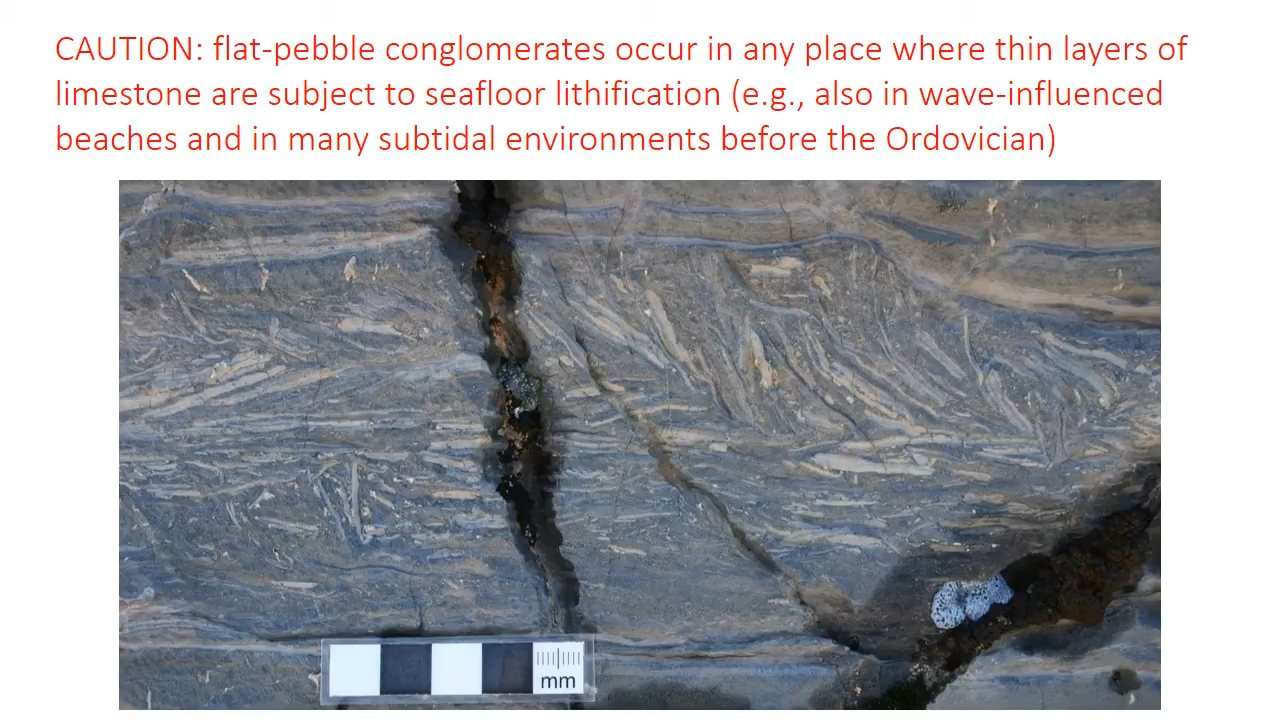 CAUTION: flat-pebble conglomerates occur in any place where thin layers of
limestone are subject to seafloor lithification (e.g., also in wave-influenced
beaches and in many subtidal environments before the Ordovician)
mm